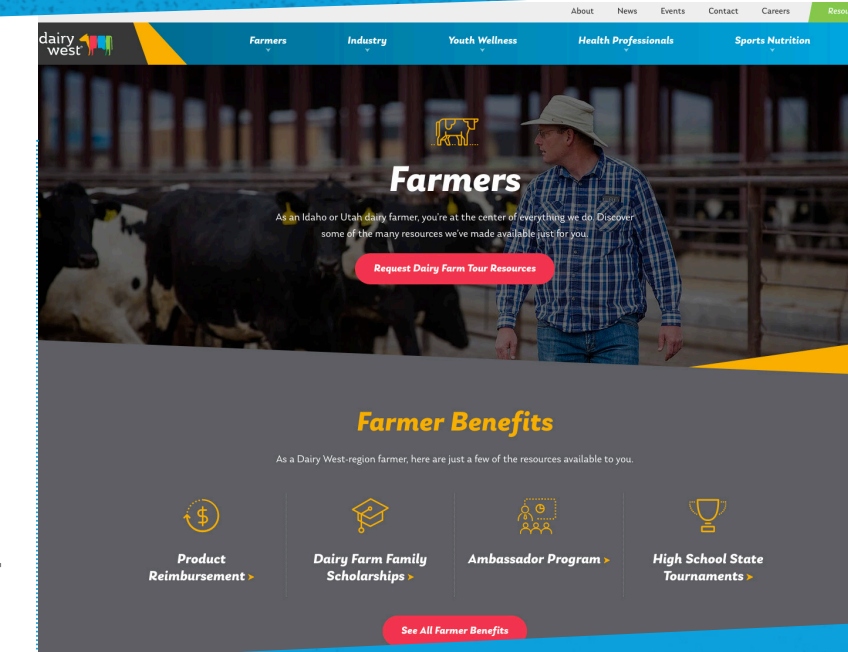 About News Events Contact Careers
dairy west®
Farmers Industry Youth Wellness Health Professionals Sports Nutrition
Farmers
As an Idaho or Utah dairy farmer, you're at the center of everything we do. Discover
some of the many resources we've made available just for you.
Request Dairy Farm Tour Resources
Farmer Benefits
As a Dairy West-region farmer, here are just a few of the resources available to you.
Product
Reimbursement ➤
Dairy Farm Family
Scholarships ➤
Ambassador Program ➤
High School State
Tournaments ➤
See All Farmer Benefits